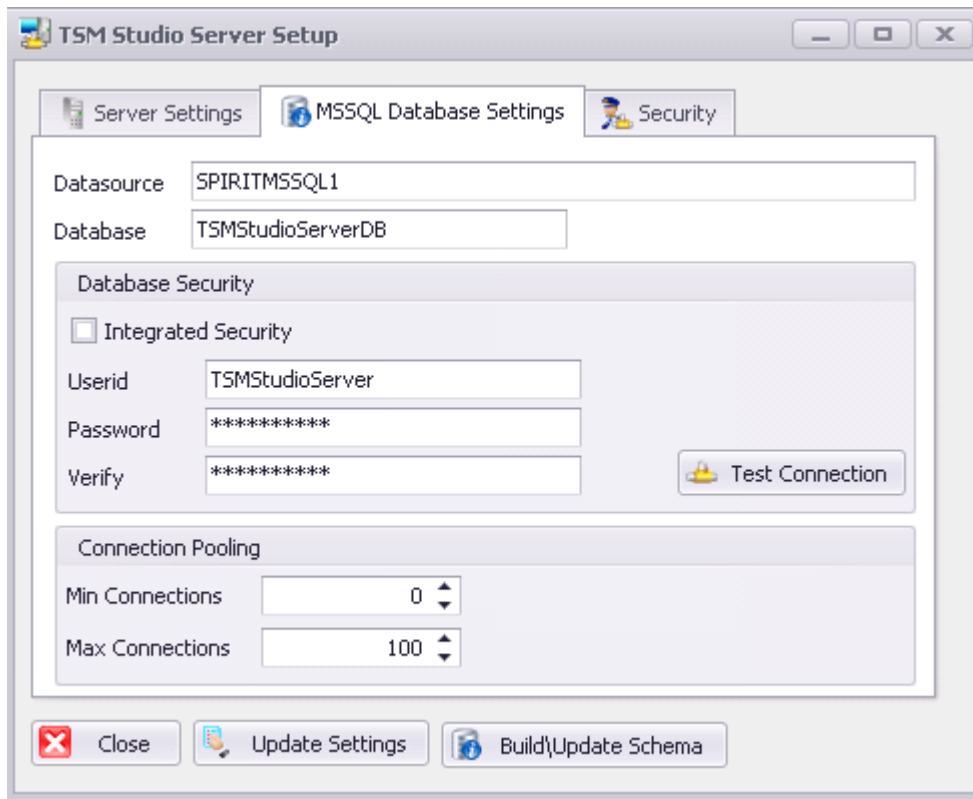 TSM Studio Server Setup
Server Settings
MSSQL Database Settings
Security
Datasource
SPIRITMSSQL1
Database
TSMStudioServerDB
Database Security
Integrated Security
Userid
TSMStudioServer
Password
**********
Verify
**********
Test Connection
Connection Pooling
Min Connections
0
Max Connections
100
Close
Update Settings
Build\Update Schema